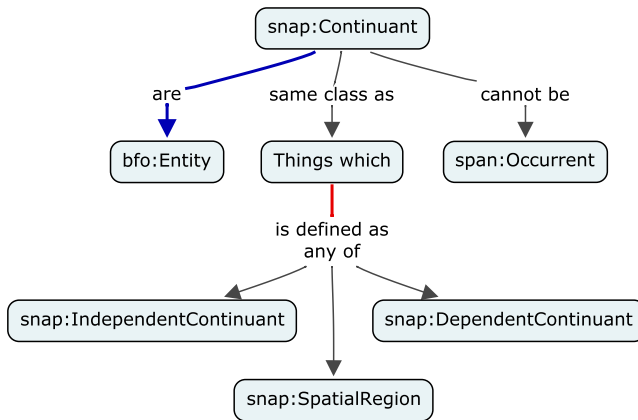 snap:Continuant
are
same class as
cannot be
bfo:Entity
Things which
span:Occurrent
is defined as
any of
snap:IndependentContinuant
snap:DependentContinuant
snap:SpatialRegion